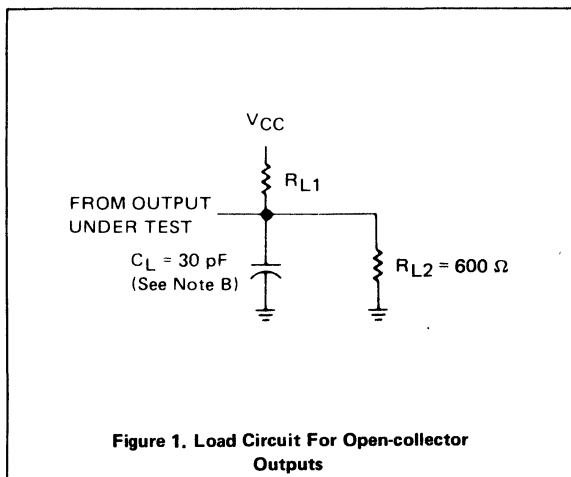 VCC
RL1
FROM OUTPUT
UNDER TEST
CL = 30 pF
(See Note B)
RL2 = 600 Ω
Figure 1. Load Circuit For Open-collector
Outputs